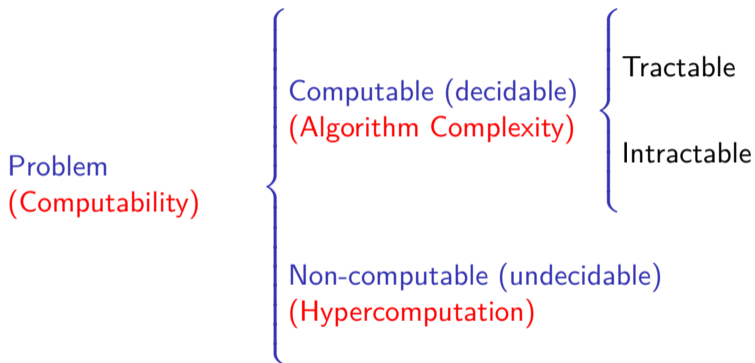 Problem
(Computability)
Computable (decidable)
(Algorithm Complexity)
Tractable
Intractable
Non-computable (undecidable)
(Hypercomputation)